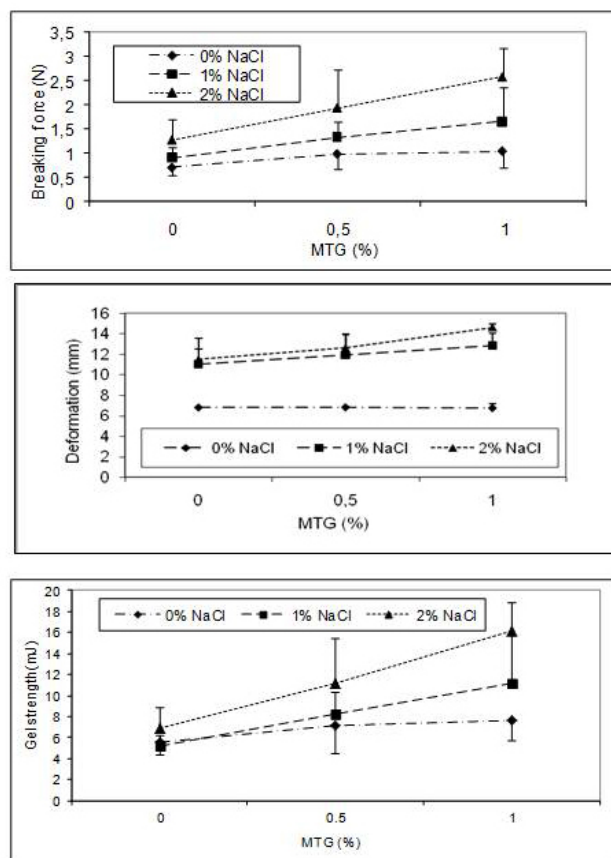 3,5
3
2,5
2
1,5
1
0,5
0
Breaking force (N)
0% NaCl
1% NaCl
2% NaCl
0 0,5 1
MTG (%)
16
14
12
10
8
6
4
2
0
Deformation (mm)
0% NaCl 1% NaCl 2% NaCl
0 0,5 1
MTG (%)
20
18
16
14
12
10
8
6
4
2
0
Gel strength(mJ)
0% NaCl 1% NaCl 2% NaCl
0 0.5 1
MTG (%)